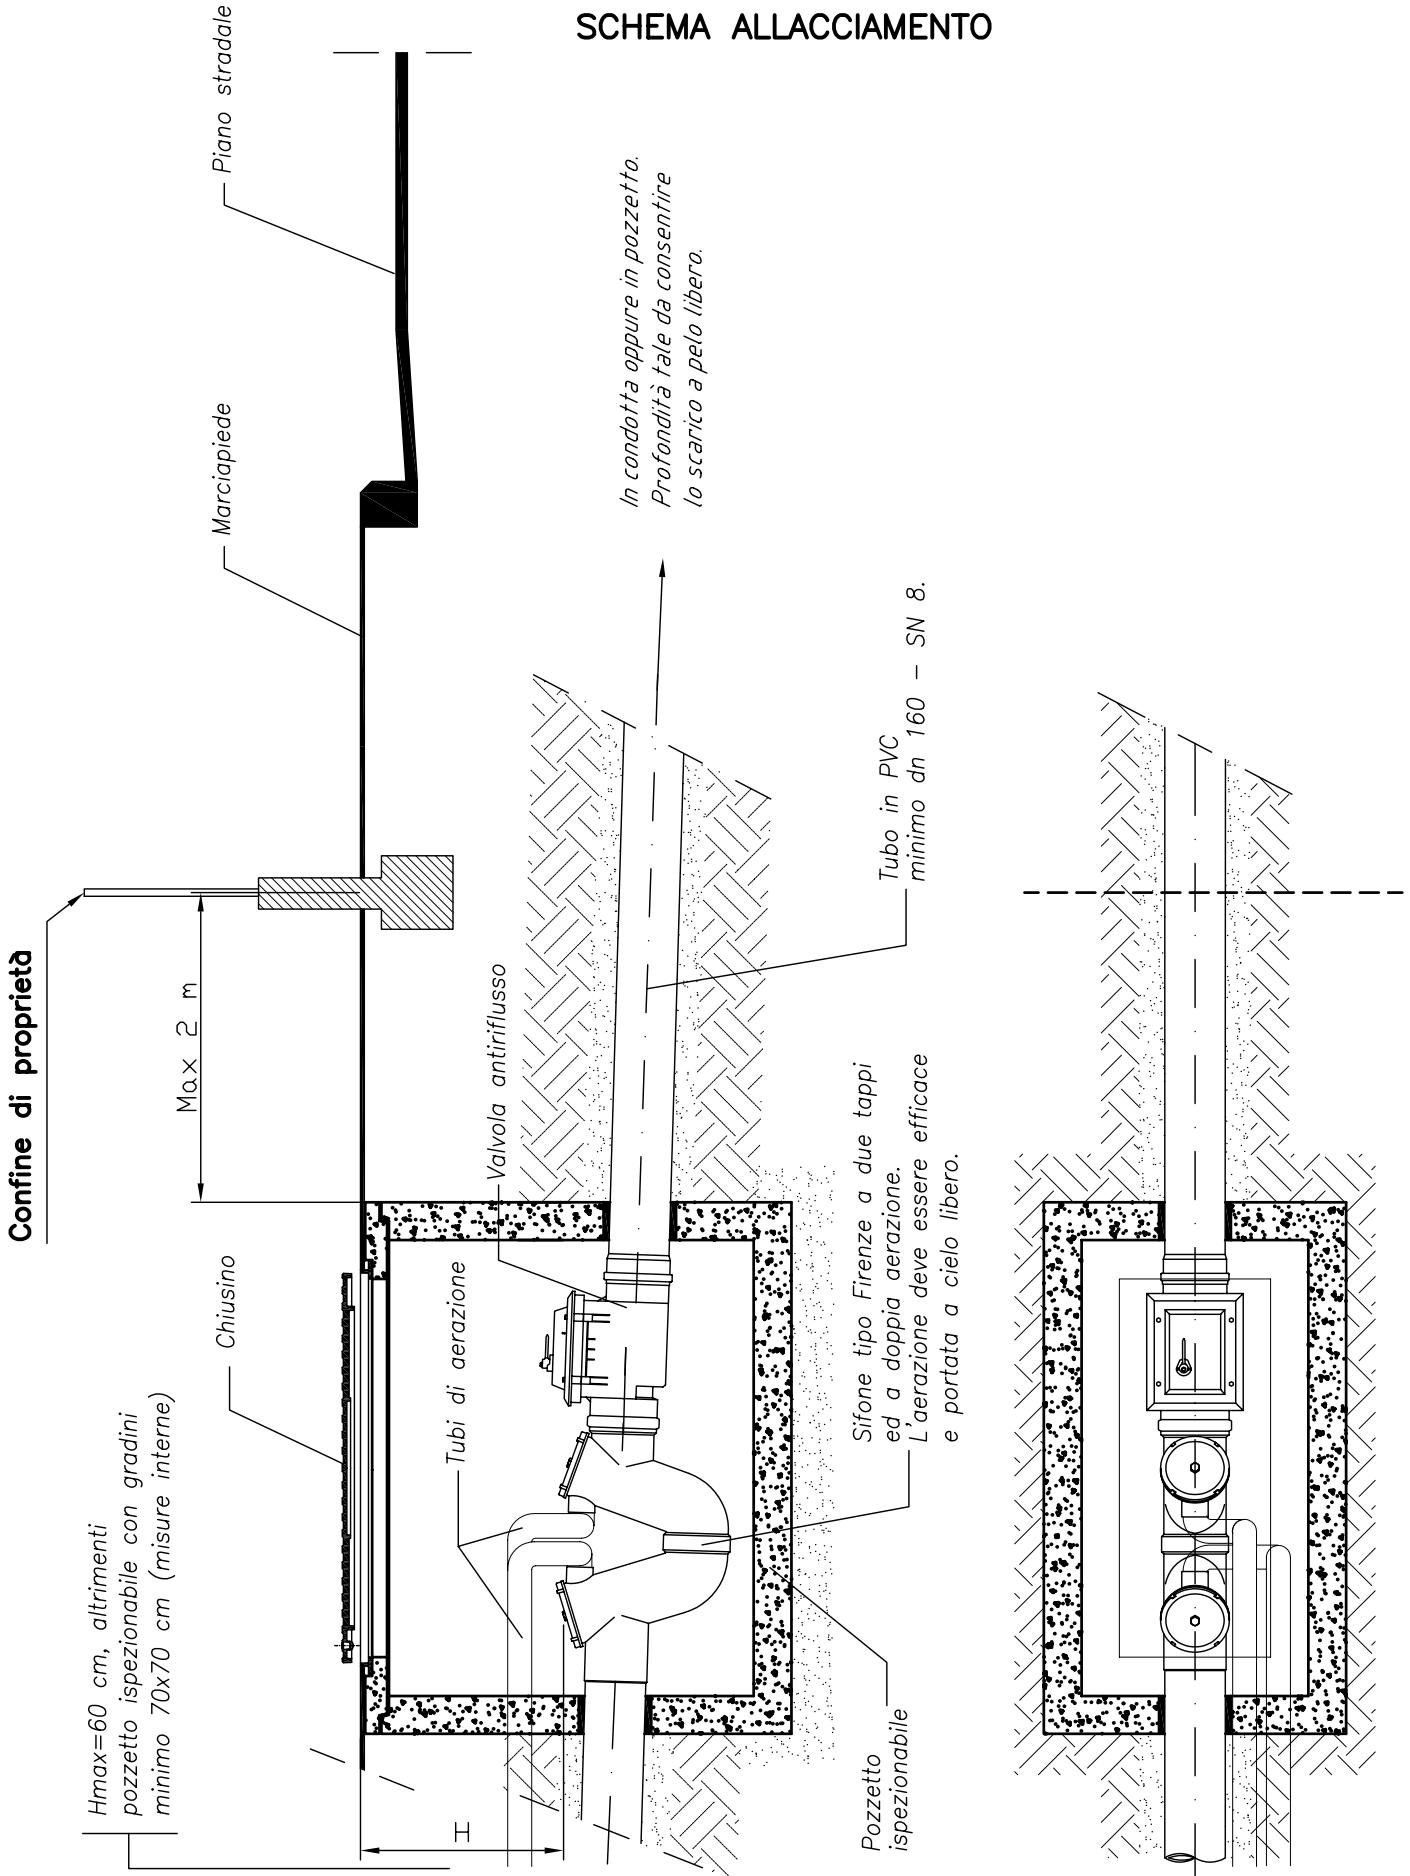 SCHEMA ALLACCIAMENTO
Confine di proprietà
Piano stradale
Marciapiede
Max 2 m
Chiusino
Hmax=60 cm, altrimenti
pozzetto ispezionabile con gradini
minimo 70x70 cm (misure interne)
H
Tubi di aerazione
Valvola antiriflusso
In condotta oppure in pozzetto.
Profondità tale da consentire
lo scarico a pelo libero.
Tubo in PVC
minimo dn 160 - SN 8.
Sifone tipo Firenze a due tappi
ed a doppia aerazione.
L'aerazione deve essere efficace
e portata a cielo libero.
Pozzetto
ispezionabile